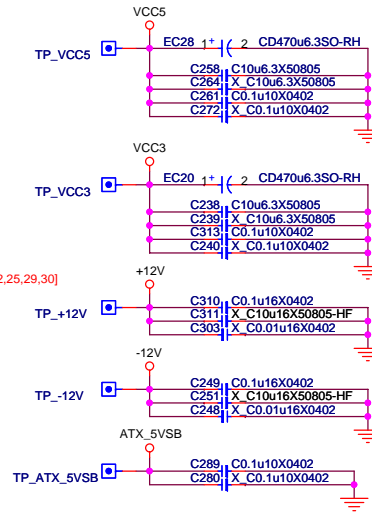 VCC5
EC28 1 + 2 CD470u6.3SO-RH
TP_VCC5
C258 C10u6.3X50805
C264 X_C10u6.3X50805
C261 C0.1u10X0402
C272 X_C0.1u10X0402
VCC3
EC20 1 + 2 CD470u6.3SO-RH
TP_VCC3
C238 C10u6.3X50805
C239 X_C10u6.3X50805
C313 C0.1u10X0402
C240 X_C0.1u10X0402
2,25,29,30]
+12V
C310 C0.1u16X0402
TP_+12V
C311 X_C10u16X50805-HF
C303 X_C0.01u16X0402
-12V
C249 C0.1u16X0402
TP_-12V
C251 X_C10u16X50805-HF
C248 X_C0.01u16X0402
ATX_5VSB
C289 C0.1u10X0402
TP_ATX_5VSB
C280 X_C0.1u10X0402